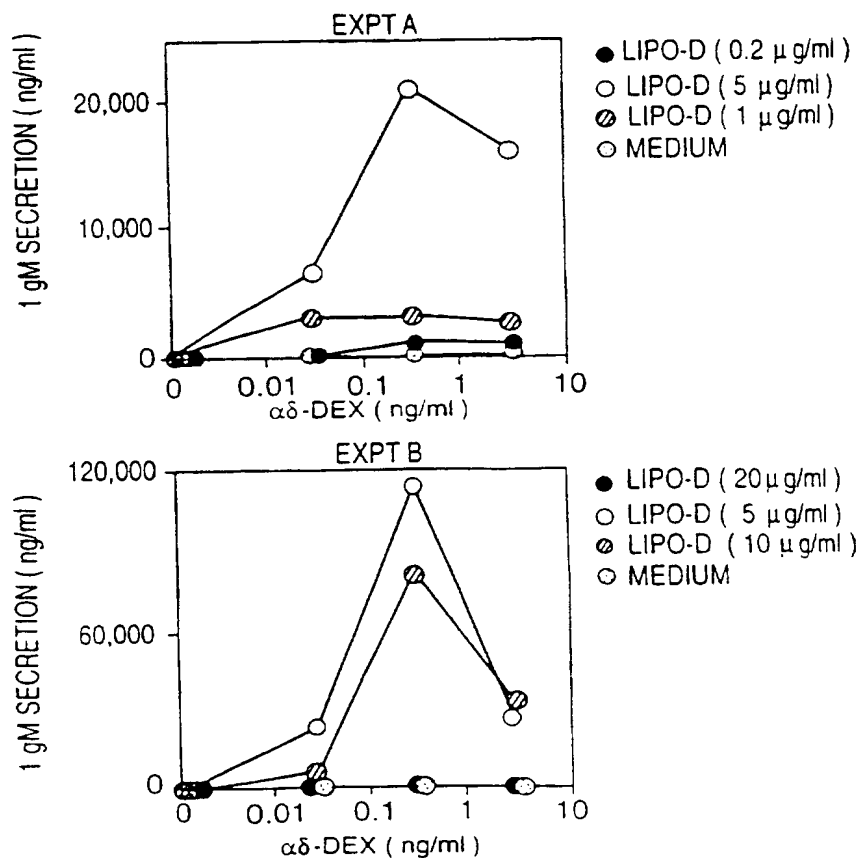 EXPT A
1 gM SECRETION ( ng/ml )
20,000
10,000
0
0 0.01 0.1 1 10
αδ-DEX ( ng/ml )
LIPO-D ( 0.2 µg/ml )
LIPO-D ( 5 µg/ml )
LIPO-D ( 1 µg/ml )
MEDIUM
EXPT B
1 gM SECRETION ( ng/ml )
120,000
60,000
0
0 0.01 0.1 1 10
αδ-DEX ( ng/ml )
LIPO-D ( 20 µg/ml )
LIPO-D ( 5 µg/ml )
LIPO-D ( 10 µg/ml )
MEDIUM